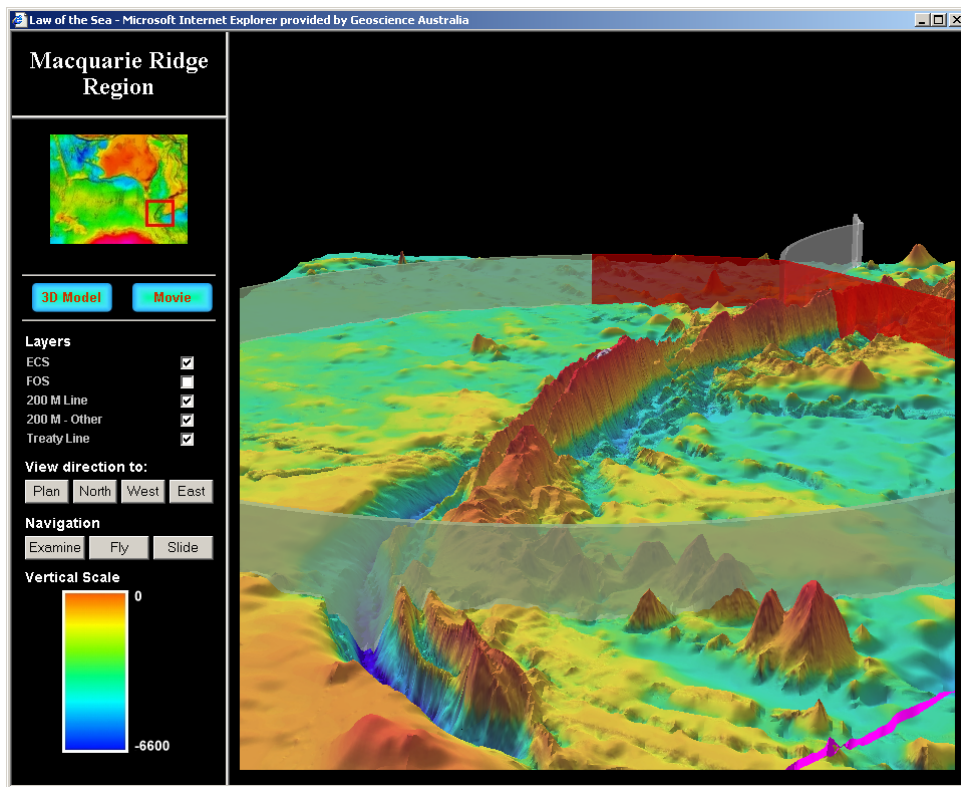 Law of the Sea - Microsoft Internet Explorer provided by Geoscience Australia
Macquarie Ridge
Region
3D Model
Movie
Layers
ECS
FOS
200 M Line
200 M - Other
Treaty Line
View direction to:
Plan North West East
Navigation
Examine Fly Slide
Vertical Scale
0
-6600